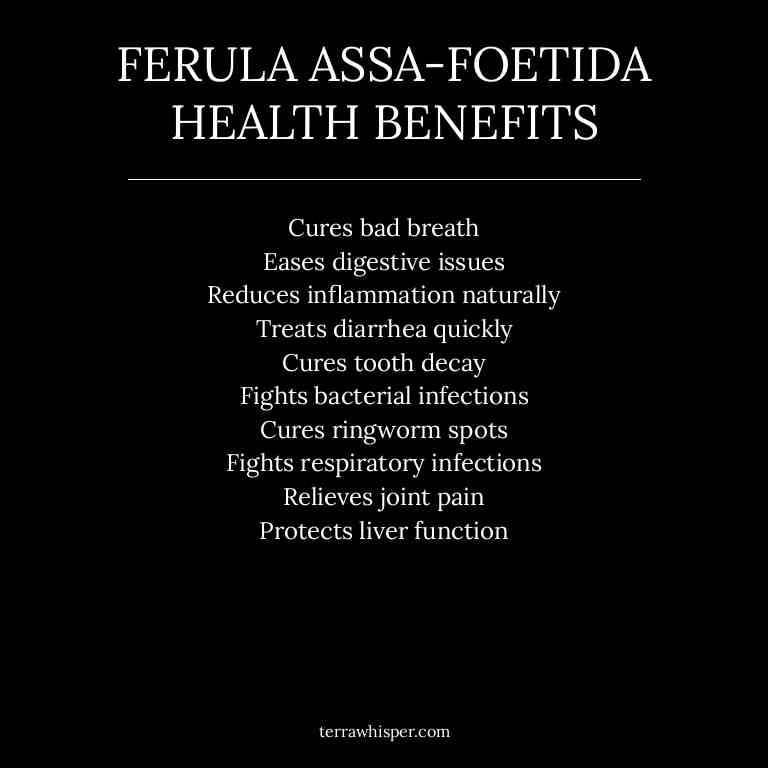 FERULA ASSA-FOETIDA
HEALTH BENEFITS
Cures bad breath
Eases digestive issues
Reduces inflammation naturally
Treats diarrhea quickly
Cures tooth decay
Fights bacterial infections
Cures ringworm spots
Fights respiratory infections
Relieves joint pain
Protects liver function
terrawhisper.com